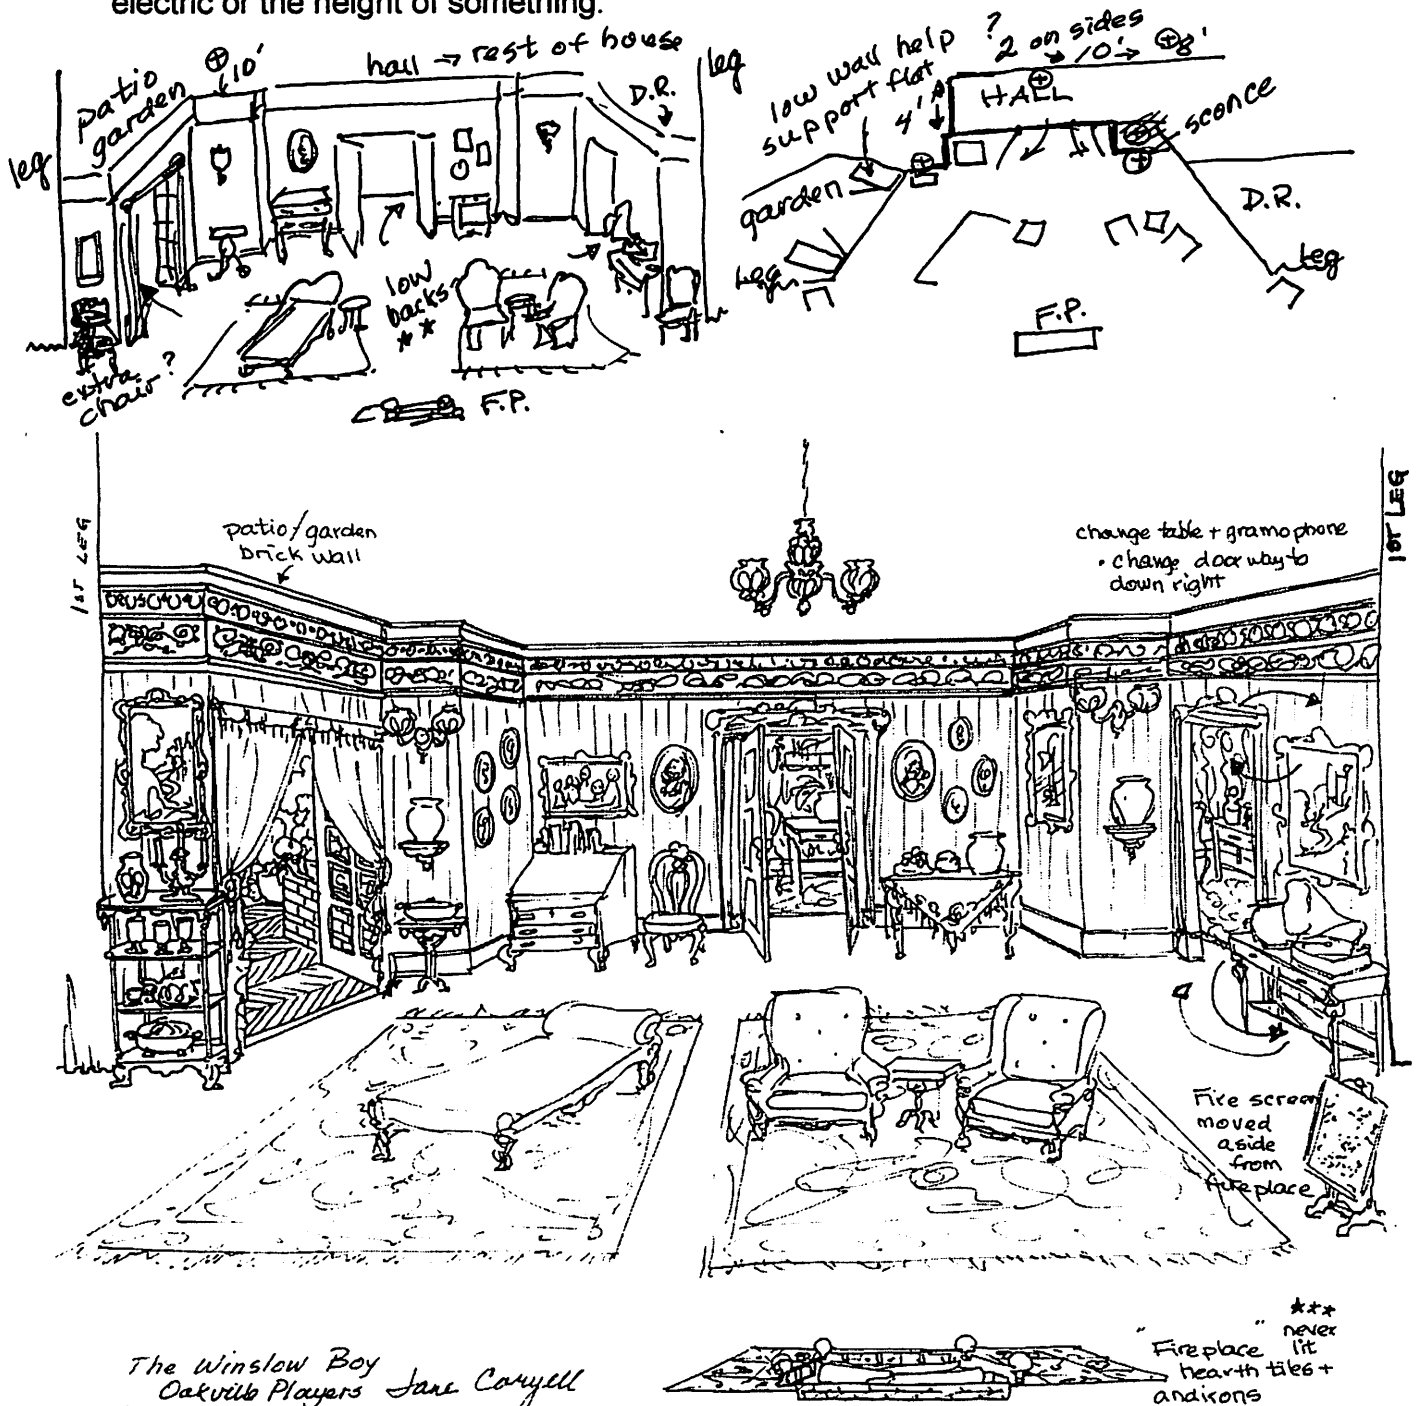 electric or the height of something.
patio
garden
10'
hall → rest of house
leg
D.R.
leg
low
backs
**
extra
chair?
F.P.
low wall help ?
support flat
4'
2 on sides
10' → 8'
HALL
sconce
garden
D.R.
Leg
Leg
F.P.
1st LEG
patio/garden
brick wall
change table + gramophone
• change doorway to
down right
1st LEG
Fire screen
moved
aside
from
fireplace
***
never
lit
"Fireplace"
hearth tiles +
andirons
The Winslow Boy
Oakville Players Jane Coryell